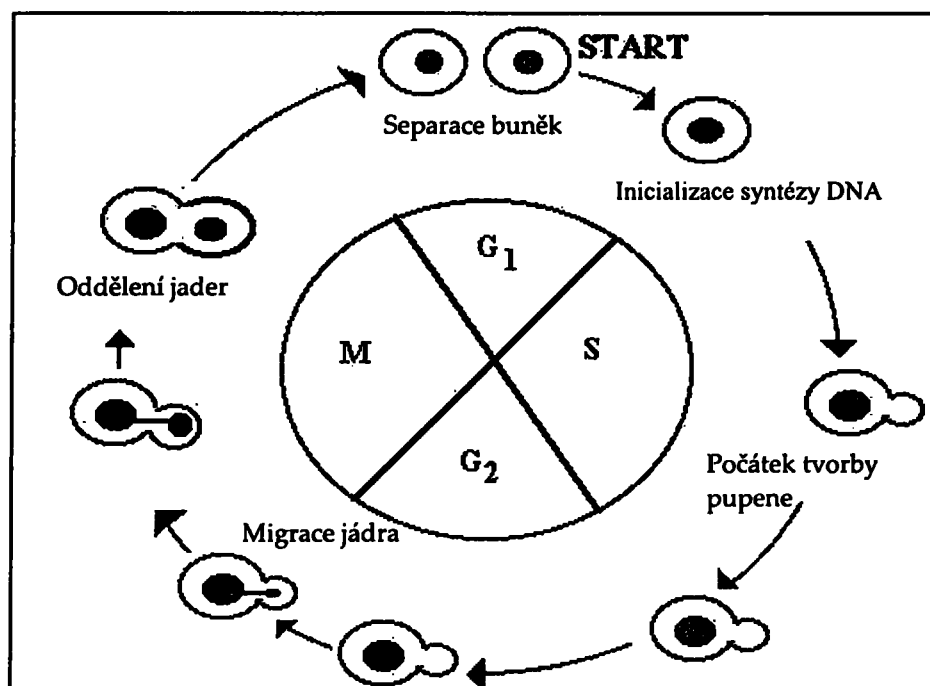 START
Separace buněk
Inicializace syntézy DNA
Oddělení jader
G1
M
S
G2
Počátek tvorby
pupene
Migrace jádra